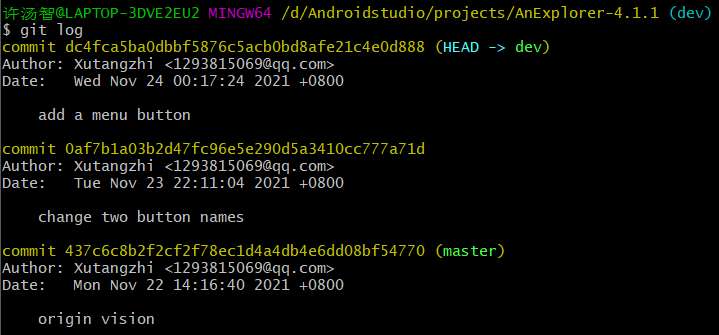 许汤智@LAPTOP-3DVE2EU2 MINGW64 /d/Androidstudio/projects/AnExplorer-4.1.1 (dev)
$ git log
commit dc4fca5ba0dbbf5876c5acb0bd8afe21c4e0d888 (HEAD -> dev)
Author: Xutangzhi <1293815069@qq.com>
Date:   Wed Nov 24 00:17:24 2021 +0800
    add a menu button
commit 0af7b1a03b2d47fc96e5e290d5a3410cc777a71d
Author: Xutangzhi <1293815069@qq.com>
Date:   Tue Nov 23 22:11:04 2021 +0800
    change two button names
commit 437c6c8b2f2cf2f78ec1d4a4db4e6dd08bf54770 (master)
Author: Xutangzhi <1293815069@qq.com>
Date:   Mon Nov 22 14:16:40 2021 +0800
    origin vision